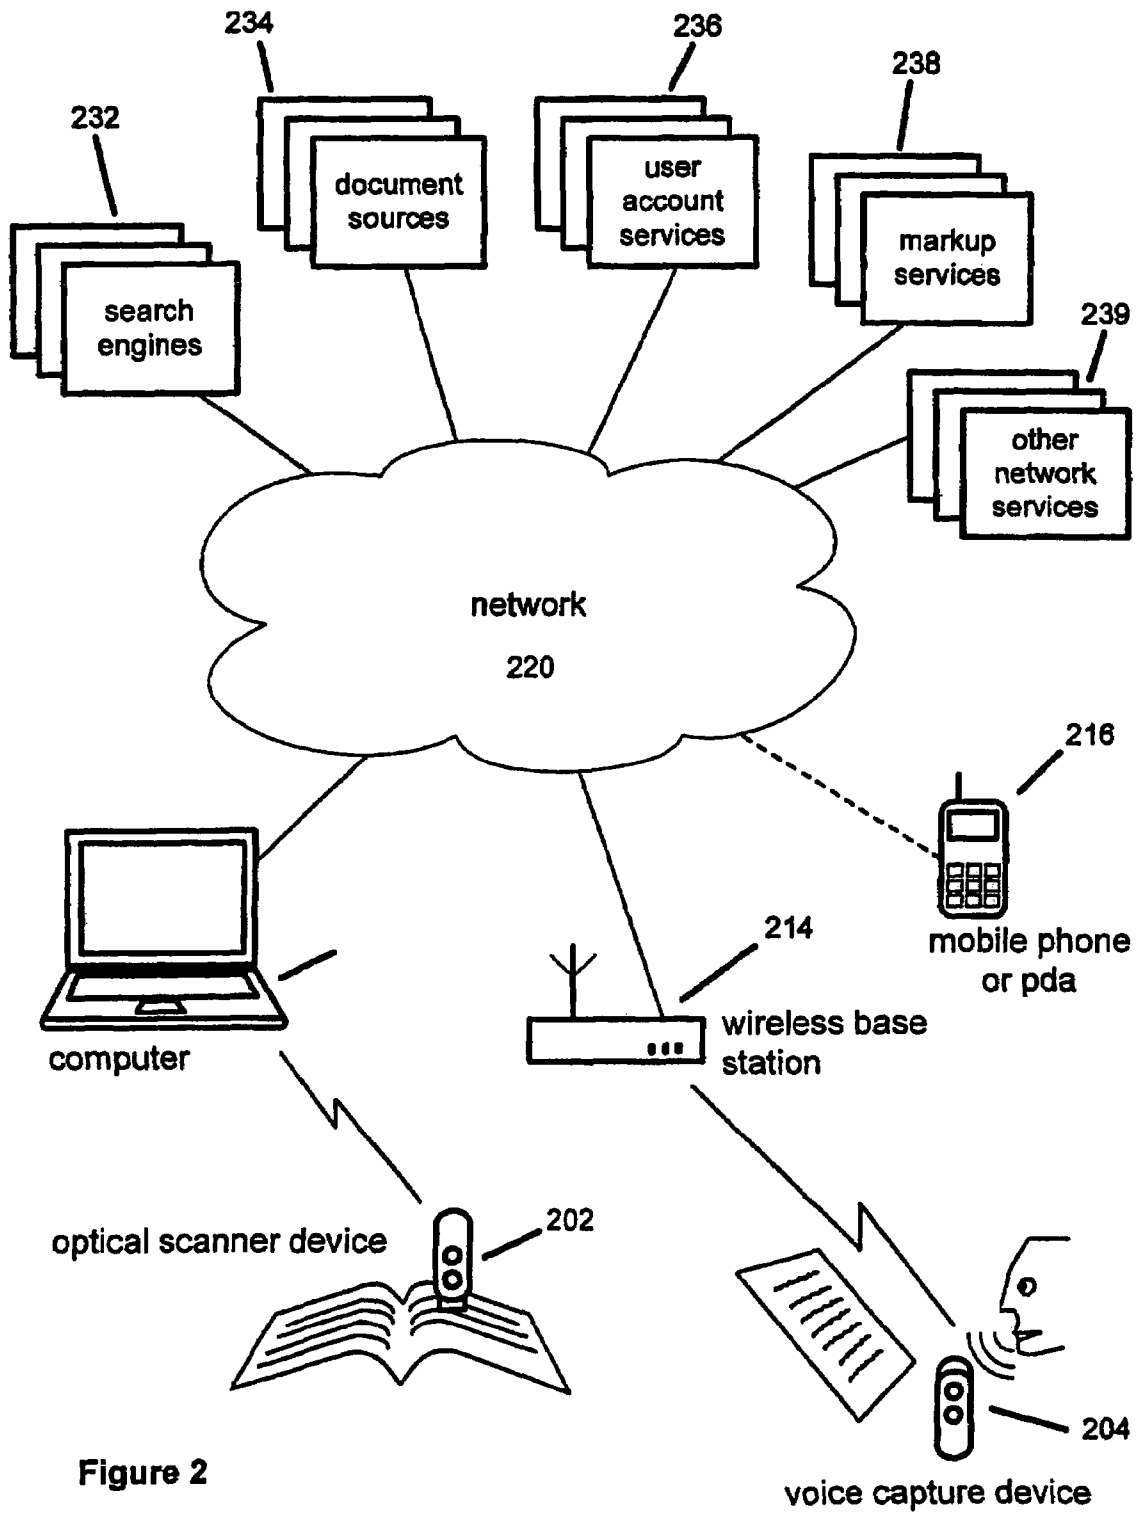 234
236
238
232
document
sources
user
account
services
markup
services
search
engines
239
other
network
services
network
220
216
mobile phone
or pda
214
wireless base
station
computer
optical scanner device
202
204
Figure 2
voice capture device